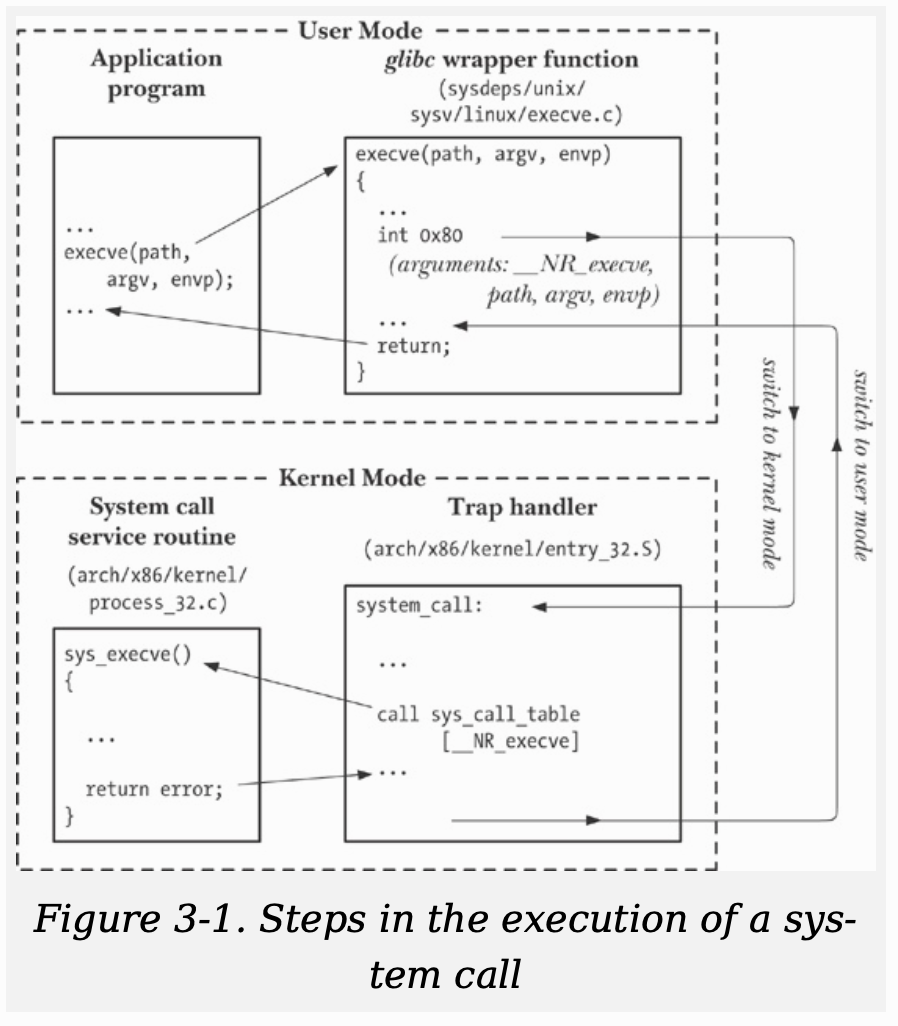 User Mode
Application
program
glibc wrapper function
(sysdeps/unix/
sysv/linux/execve.c)
...
execve(path,
argv, envp);
...
execve(path, argv, envp)
{
...
int 0x80
(arguments: __NR_execve,
path, argv, envp)
...
return;
}
switch to kernel mode
switch to user mode
Kernel Mode
System call
service routine
(arch/x86/kernel/
process_32.c)
Trap handler
(arch/x86/kernel/entry_32.S)
sys_execve()
{
...
return error;
}
system_call:
...
call sys_call_table
[__NR_execve]
...
Figure 3-1. Steps in the execution of a sys-
tem call